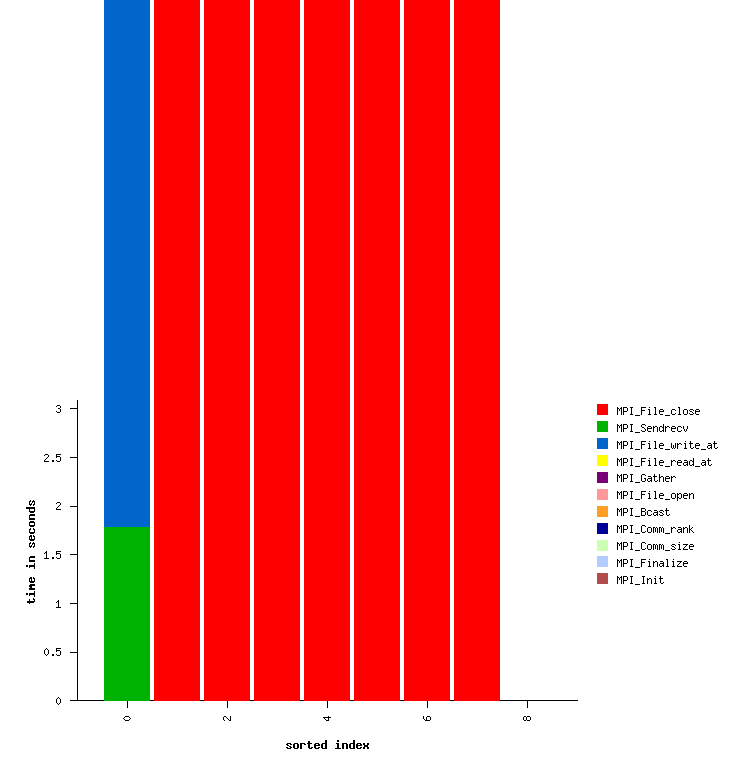 3
2.5
2
1.5
1
0.5
0
time in seconds
0
2
4
6
8
sorted index
MPI_File_close
MPI_Sendrecv
MPI_File_write_at
MPI_File_read_at
MPI_Gather
MPI_File_open
MPI_Bcast
MPI_Comm_rank
MPI_Comm_size
MPI_Finalize
MPI_Init